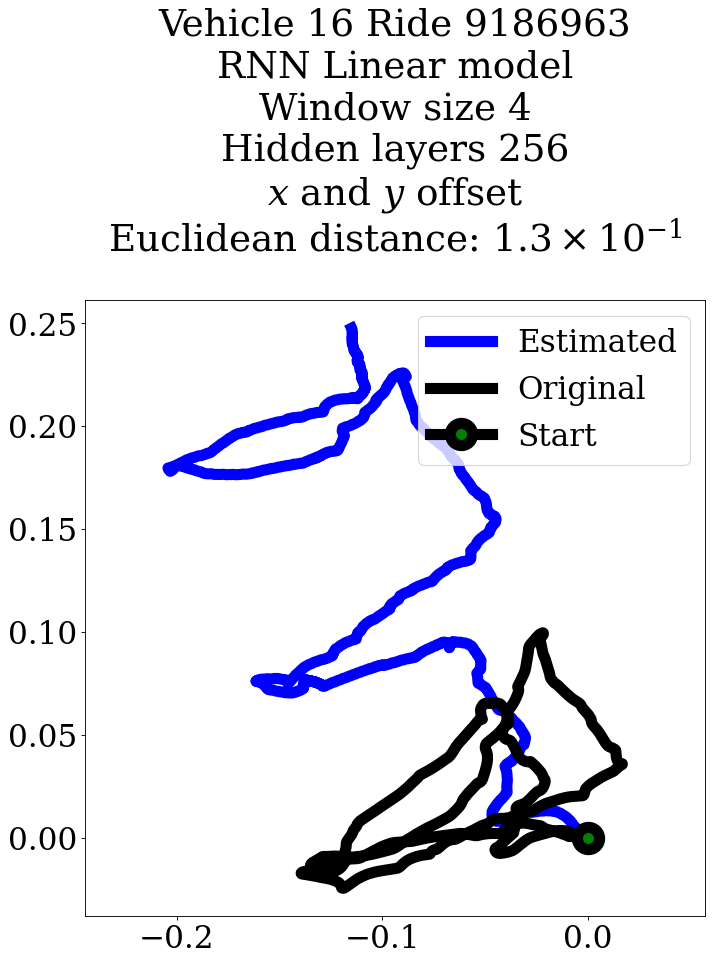 Vehicle 16 Ride 9186963
RNN Linear model
Window size 4
Hidden layers 256
x and y offset
Euclidean distance: 1.3 × 10⁻¹
Estimated
Original
Start
0.25
0.20
0.15
0.10
0.05
0.00
−0.2 −0.1 0.0